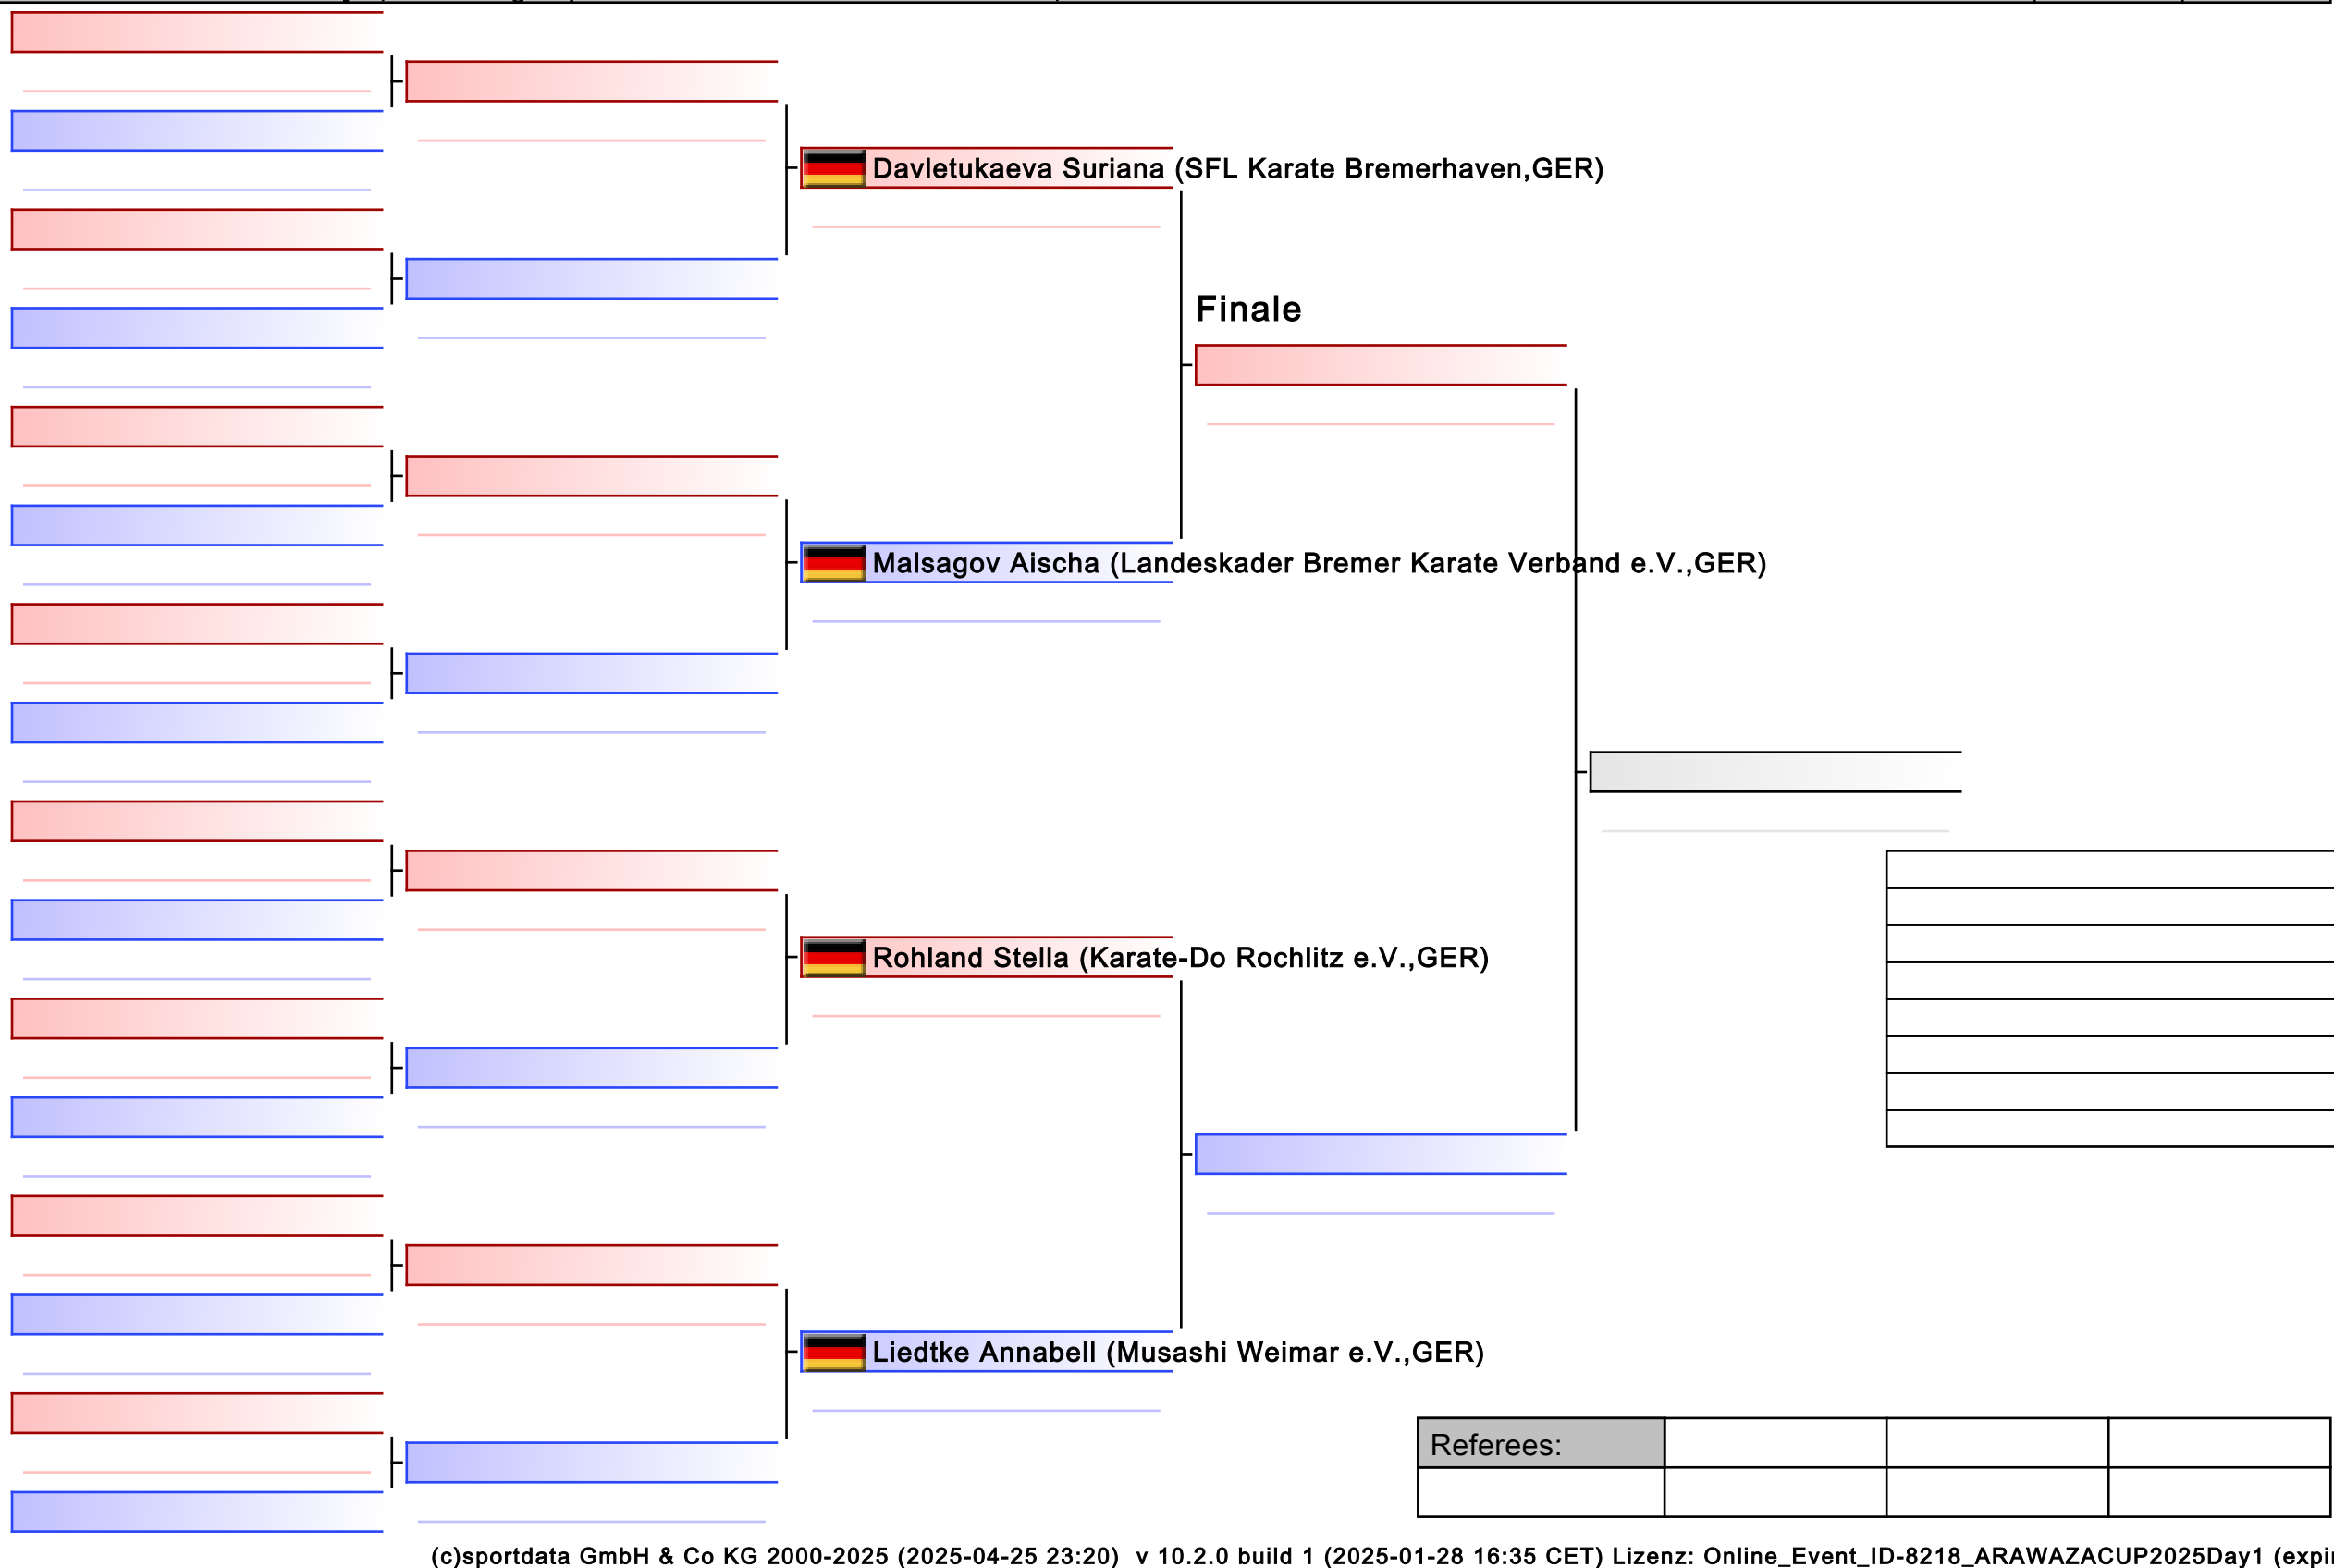 Davletukaeva Suriana (SFL Karate Bremerhaven,GER)
Finale
Malsagov Aischa (Landeskader Bremer Karate Verband e.V.,GER)
Rohland Stella (Karate-Do Rochlitz e.V.,GER)
Liedtke Annabell (Musashi Weimar e.V.,GER)
Referees:
(c)sportdata GmbH & Co KG 2000-2025 (2025-04-25 23:20) v 10.2.0 build 1 (2025-01-28 16:35 CET) Lizenz: Online_Event_ID-8218_ARAWAZACUP2025Day1